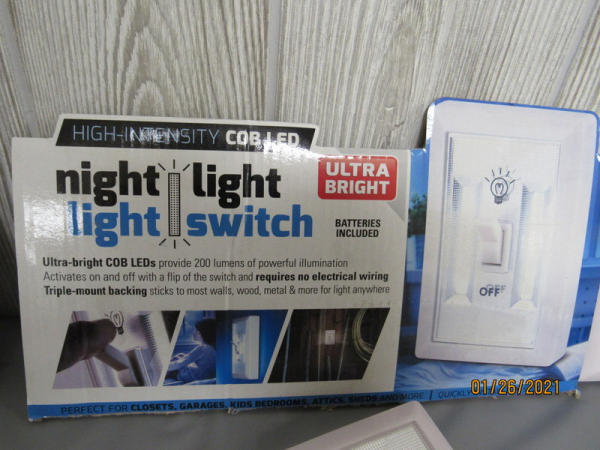 HIGH-INTENSITY COB LED
night light
light switch
ULTRA
BRIGHT
BATTERIES
INCLUDED
Ultra-bright COB LEDs provide 200 lumens of powerful illumination
Activates on and off with a flip of the switch and requires no electrical wiring
Triple-mount backing sticks to most walls, wood, metal & more for light anywhere
OFF
PERFECT FOR CLOSETS, GARAGES, KIDS BEDROOMS, ATTICS, SHEDS AND MORE | QUICKLY
01/26/2021